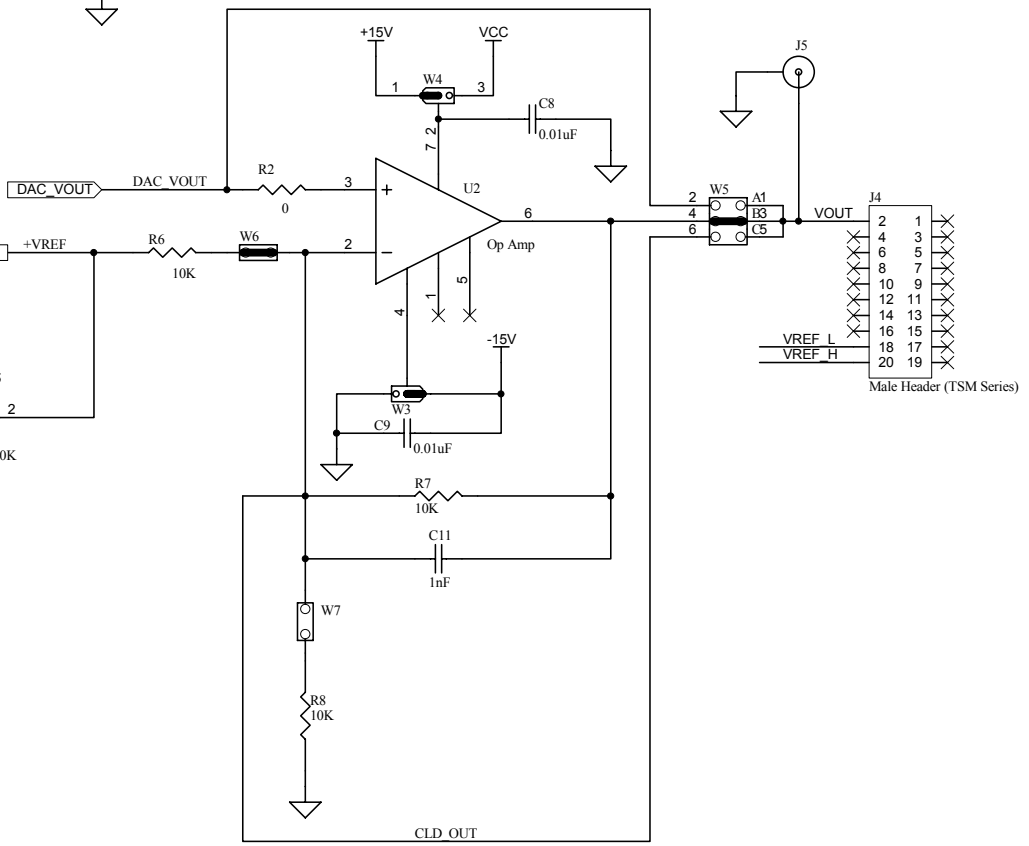 +15V
VCC
J5
W4
1
3
C8
0.01uF
2
7
DAC_VOUT
DAC_VOUT
R2
0
3
+
U2
6
Op Amp
2
W5
A1
4
B3
6
C5
VOUT
J4
2 1
4 3
6 5
8 7
10 9
12 11
14 13
16 15
18 17
20 19
VREF_L
VREF_H
Male Header (TSM Series)
+VREF
R6
10K
W6
2
−
4
1
5
-15V
W3
C9
0.01uF
2
0K
R7
10K
C11
1nF
W7
R8
10K
CLD_OUT